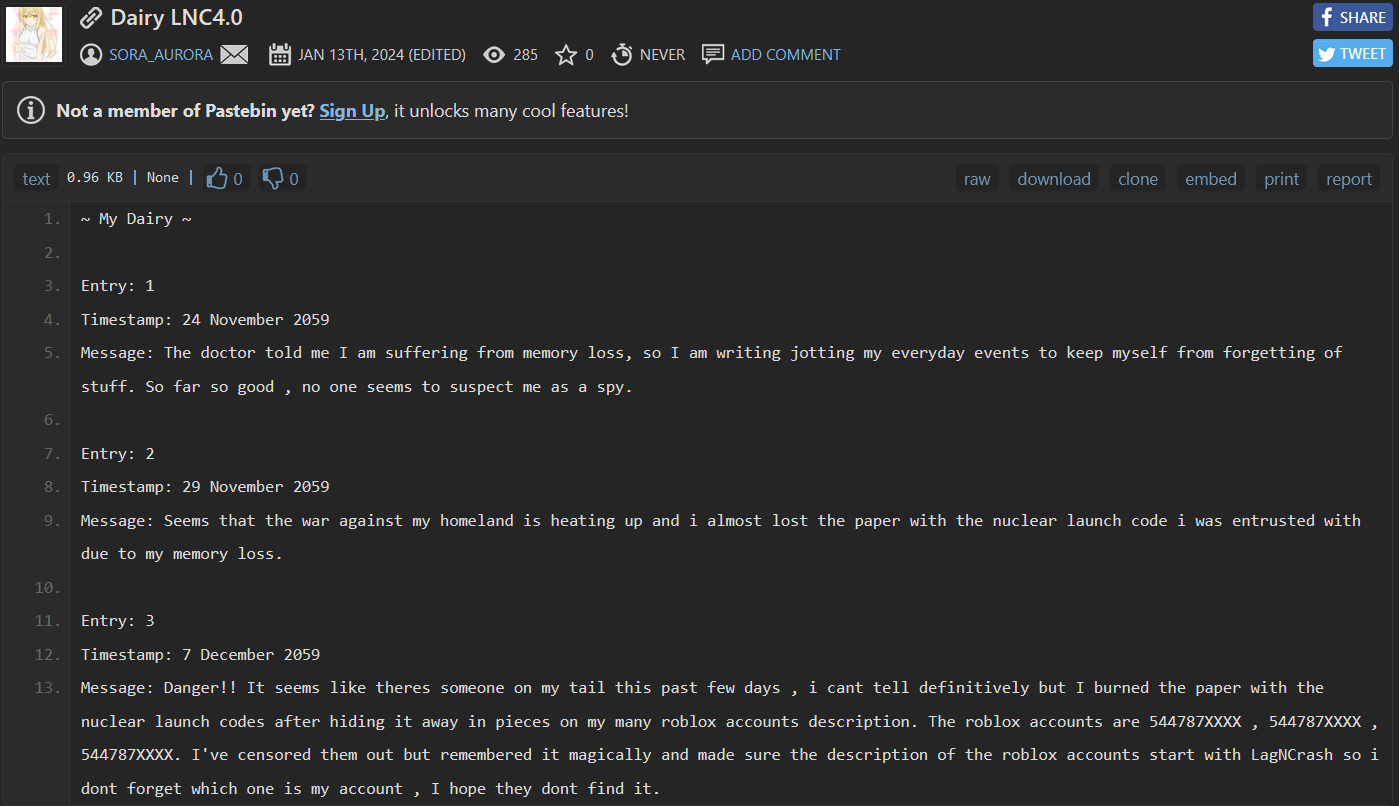 Dairy LNC4.0
SHARE
SORA_AURORA JAN 13TH, 2024 (EDITED) 285 0 NEVER ADD COMMENT
TWEET
Not a member of Pastebin yet? Sign Up, it unlocks many cool features!
text 0.96 KB | None | 0 0 raw download clone embed print report
1. ~ My Dairy ~
2.
3. Entry: 1
4. Timestamp: 24 November 2059
5. Message: The doctor told me I am suffering from memory loss, so I am writing jotting my everyday events to keep myself from forgetting of
stuff. So far so good , no one seems to suspect me as a spy.
6.
7. Entry: 2
8. Timestamp: 29 November 2059
9. Message: Seems that the war against my homeland is heating up and i almost lost the paper with the nuclear launch code i was entrusted with
due to my memory loss.
10.
11. Entry: 3
12. Timestamp: 7 December 2059
13. Message: Danger!! It seems like theres someone on my tail this past few days , i cant tell definitively but I burned the paper with the
nuclear launch codes after hiding it away in pieces on my many roblox accounts description. The roblox accounts are 544787XXXX , 544787XXXX ,
544787XXXX. I've censored them out but remembered it magically and made sure the description of the roblox accounts start with LagNCrash so i
dont forget which one is my account , I hope they dont find it.